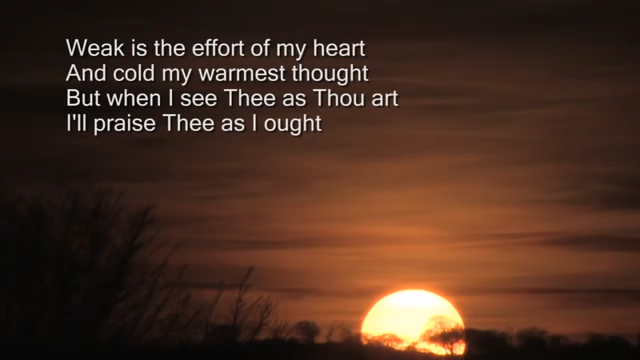 Weak is the effort of my heart
And cold my warmest thought
But when I see Thee as Thou art
I'll praise Thee as I ought